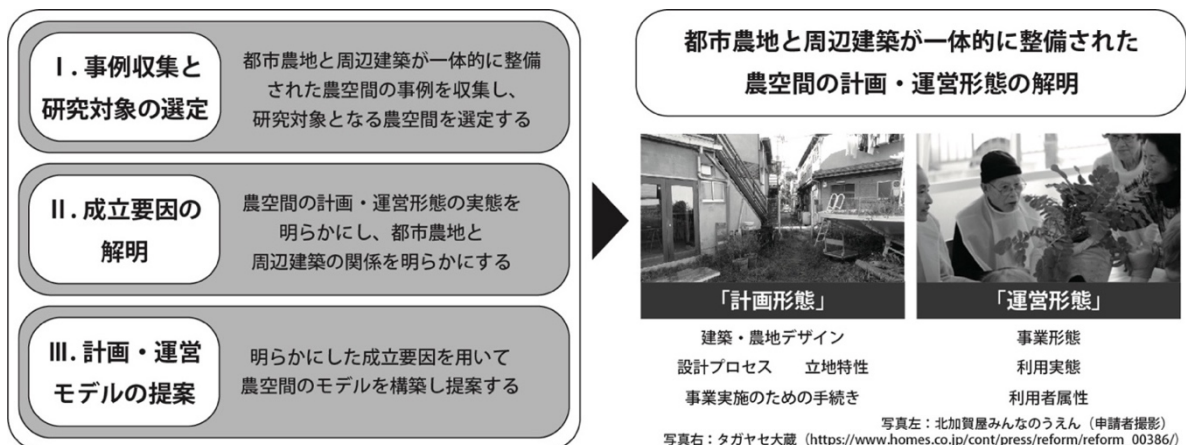 Ⅰ. 事例収集と
研究対象の選定
都市農地と周辺建築が一体的に整備
された農空間の事例を収集し、
研究対象となる農空間を選定する
Ⅱ. 成立要因の
解明
農空間の計画・運営形態の実態を
明らかにし、都市農地と
周辺建築の関係を明らかにする
Ⅲ. 計画・運営
モデルの提案
明らかにした成立要因を用いて
農空間のモデルを構築し提案する
都市農地と周辺建築が一体的に整備された
農空間の計画・運営形態の解明
「計画形態」
建築・農地デザイン
設計プロセス 立地特性
事業実施のための手続き
「運営形態」
事業形態
利用実態
利用者属性
写真左：北加賀屋みんなのうえん（申請者撮影）
写真右：タガヤセ大蔵（https://www.homes.co.jp/cont/press/reform/reform_00386/）